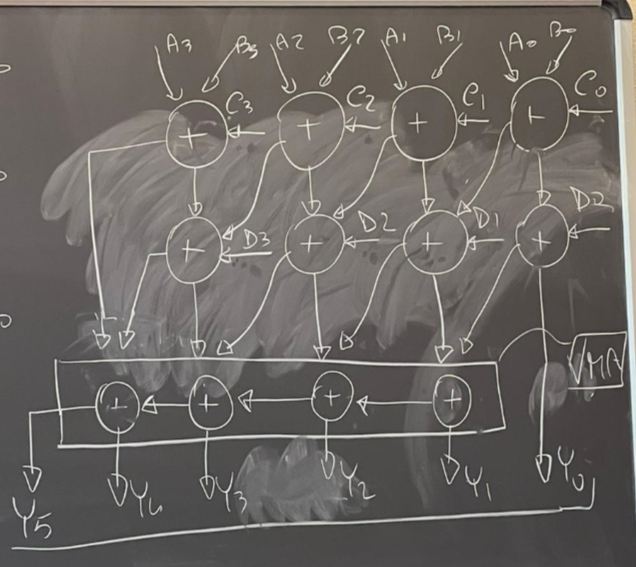 A3 B3 A2 B2 A1 B1 A0 B0
C3 C2 C1 C0
+ + + +
D3 D2 D1 D2
+ + + +
VMA
+ + + +
Y5 Y4 Y3 Y2 Y1 Y0